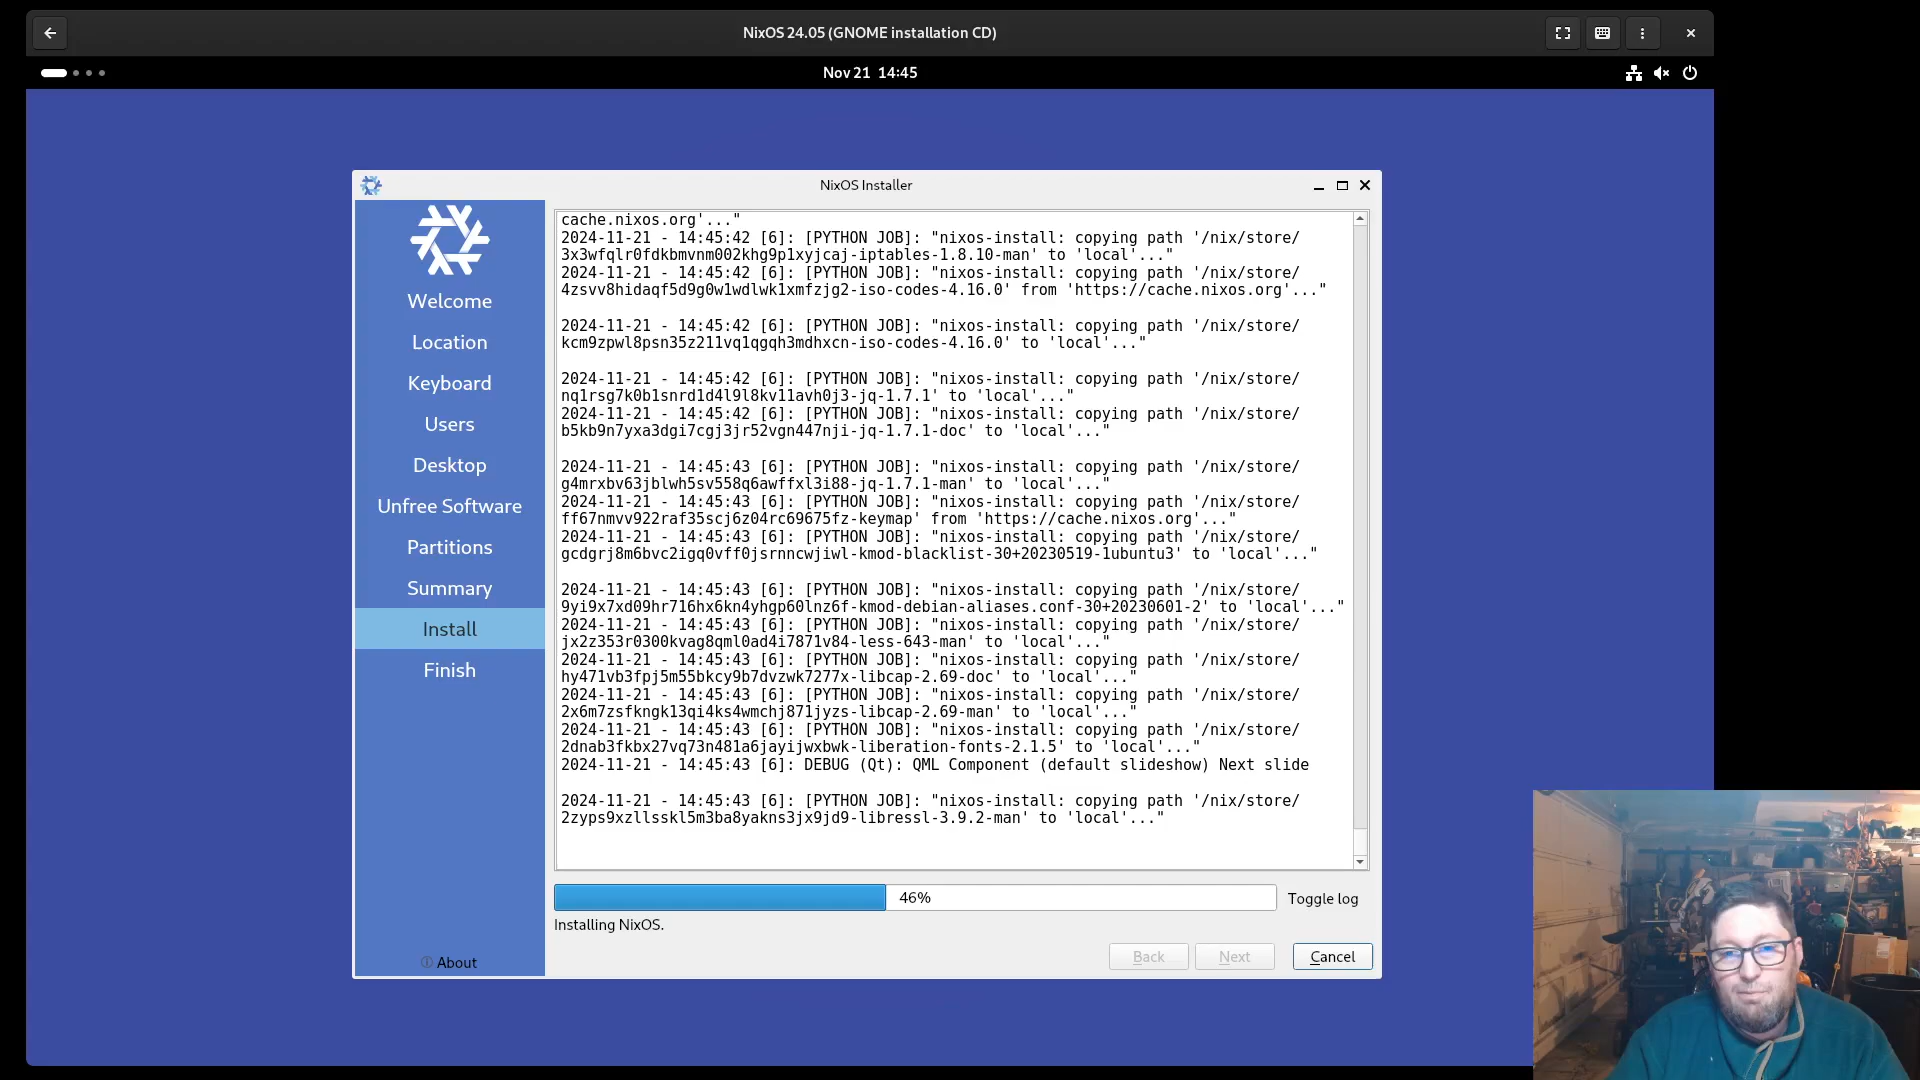 NixOS 24.05 (GNOME installation CD)
Nov 21 14:45
NixOS Installer
Welcome
Location
Keyboard
Users
Desktop
Unfree Software
Partitions
Summary
Install
Finish
About
cache.nixos.org'..."
2024-11-21 - 14:45:42 [6]: [PYTHON JOB]: "nixos-install: copying path '/nix/store/
3x3wfqlr0fdkbmvnm002khg9p1xyjcaj-iptables-1.8.10-man' to 'local'..."
2024-11-21 - 14:45:42 [6]: [PYTHON JOB]: "nixos-install: copying path '/nix/store/
4zsvv8hidaqf5d9g0w1wdlwk1xmfzjg2-iso-codes-4.16.0' from 'https://cache.nixos.org'..."
2024-11-21 - 14:45:42 [6]: [PYTHON JOB]: "nixos-install: copying path '/nix/store/
kcm9zpwl8psn35z211vq1qgqh3mdhxcn-iso-codes-4.16.0' to 'local'..."
2024-11-21 - 14:45:42 [6]: [PYTHON JOB]: "nixos-install: copying path '/nix/store/
nq1rsg7k0b1snrd1d4l9l8kv11avh0j3-jq-1.7.1' to 'local'..."
2024-11-21 - 14:45:42 [6]: [PYTHON JOB]: "nixos-install: copying path '/nix/store/
b5kb9n7yxa3dgi7cgj3jr52vgn447nji-jq-1.7.1-doc' to 'local'..."
2024-11-21 - 14:45:43 [6]: [PYTHON JOB]: "nixos-install: copying path '/nix/store/
g4mrxbv63jblwh5sv558q6awffxl3i88-jq-1.7.1-man' to 'local'..."
2024-11-21 - 14:45:43 [6]: [PYTHON JOB]: "nixos-install: copying path '/nix/store/
ff67nmvv922raf35scj6z04rc69675fz-keymap' from 'https://cache.nixos.org'..."
2024-11-21 - 14:45:43 [6]: [PYTHON JOB]: "nixos-install: copying path '/nix/store/
gcdgrj8m6bvc2igq0vff0jsrnncwjiwl-kmod-blacklist-30+20230519-1ubuntu3' to 'local'..."
2024-11-21 - 14:45:43 [6]: [PYTHON JOB]: "nixos-install: copying path '/nix/store/
9yi9x7xd09hr716hx6kn4yhgp60lnz6f-kmod-debian-aliases.conf-30+20230601-2' to 'local'..."
2024-11-21 - 14:45:43 [6]: [PYTHON JOB]: "nixos-install: copying path '/nix/store/
jx2z353r0300kvag8qml0ad4i7871v84-less-643-man' to 'local'..."
2024-11-21 - 14:45:43 [6]: [PYTHON JOB]: "nixos-install: copying path '/nix/store/
hy471vb3fpj5m55bkcy9b7dvzwk7277x-libcap-2.69-doc' to 'local'..."
2024-11-21 - 14:45:43 [6]: [PYTHON JOB]: "nixos-install: copying path '/nix/store/
2x6m7zsfkngk13qi4ks4wmchj871jyzs-libcap-2.69-man' to 'local'..."
2024-11-21 - 14:45:43 [6]: [PYTHON JOB]: "nixos-install: copying path '/nix/store/
2dnab3fkbx27vq73n481a6jayijwxbwk-liberation-fonts-2.1.5' to 'local'..."
2024-11-21 - 14:45:43 [6]: DEBUG (Qt): QML Component (default slideshow) Next slide
2024-11-21 - 14:45:43 [6]: [PYTHON JOB]: "nixos-install: copying path '/nix/store/
2zyps9xzllsskl5m3ba8yakns3jx9jd9-libressl-3.9.2-man' to 'local'..."
46%
Toggle log
Installing NixOS.
Back
Next
Cancel